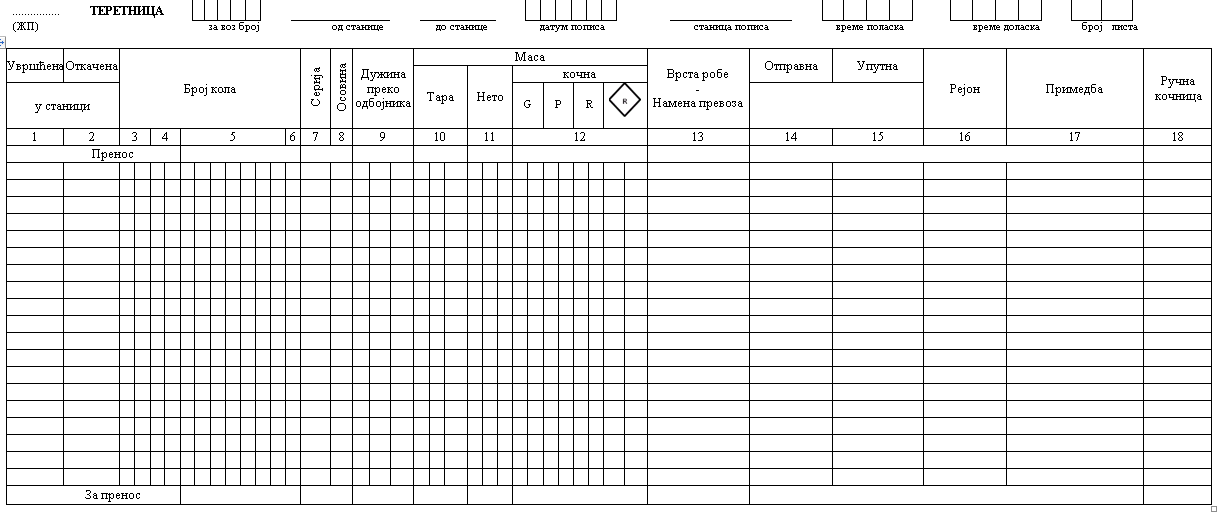 ................ ТЕРЕТНИЦА
(ЖП) за воз број од станице до станице датум пописа станица пописа време поласка време доласка број листа
Увршћена Откачена
у станици
Број кола
Серија
Осовина
Дужина
преко
одбојника
Маса
Тара
Нето
кочна
G P R R
Врста робе
-
Намена превоза
Отправна Упутна
Рејон
Примедба
Ручна
кочница
1 2 3 4 5 6 7 8 9 10 11 12 13 14 15 16 17 18
Пренос
За пренос